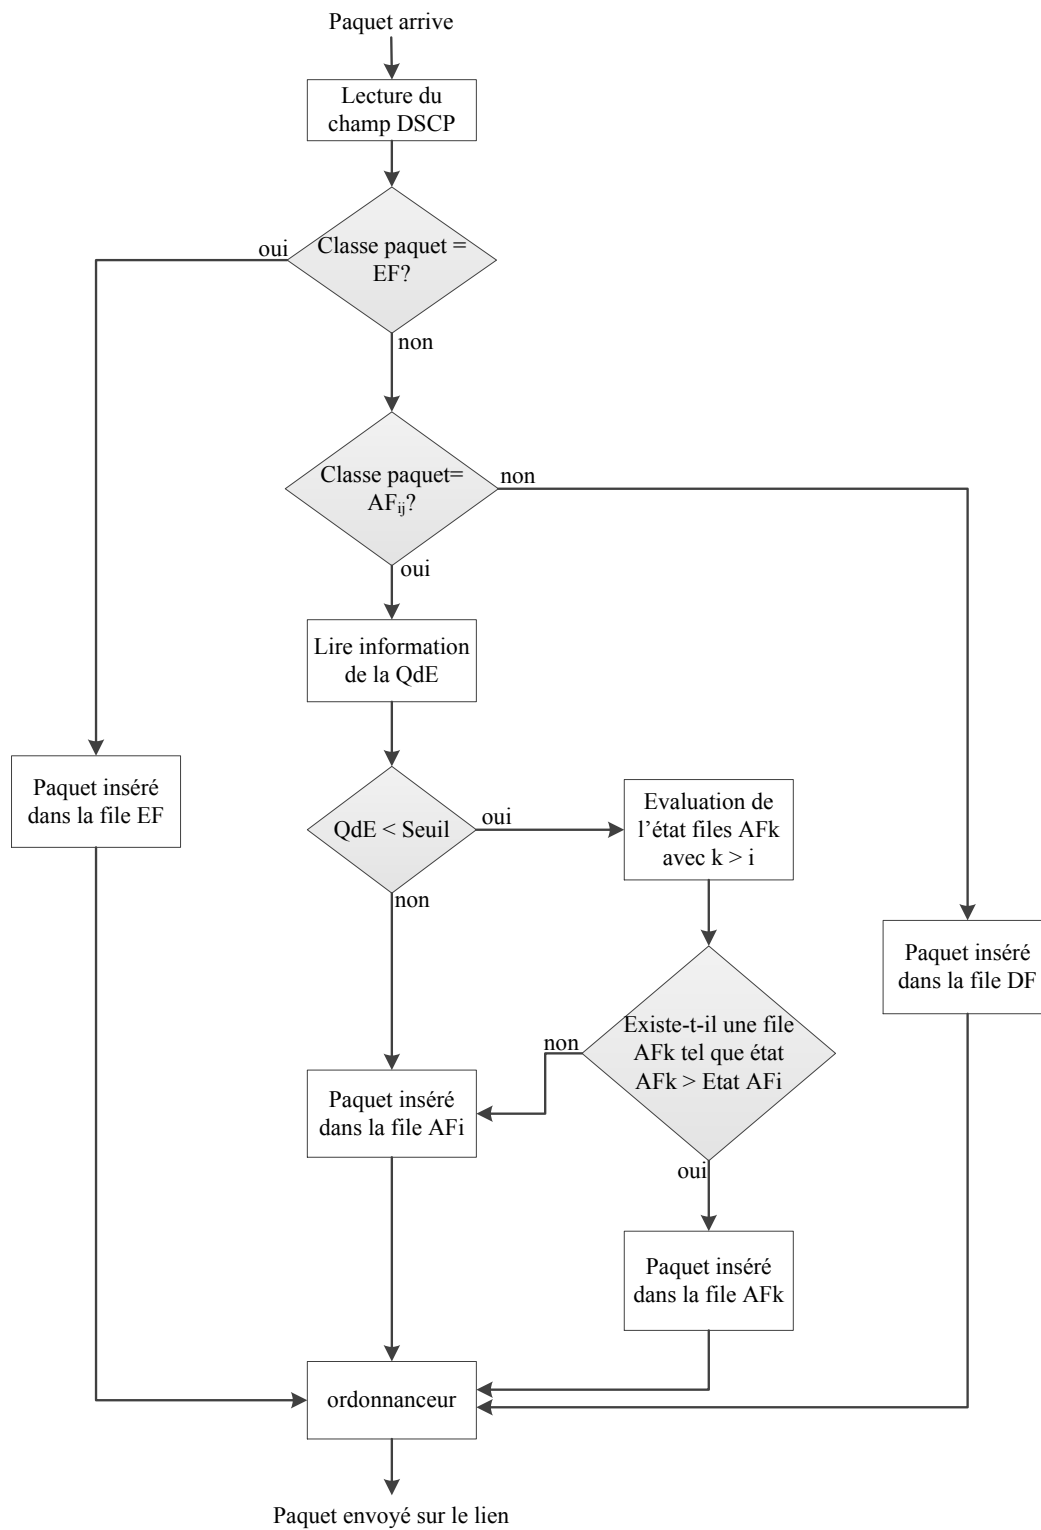 Paquet arrive
Lecture du
champ DSCP
Classe paquet =
EF?
oui
non
Classe paquet=
AFij?
non
oui
Lire information
de la QdE
Paquet inséré
dans la file EF
QdE < Seuil
oui
non
Evaluation de
l’état files AFk
avec k > i
Paquet inséré
dans la file DF
Existe-t-il une file
AFk tel que état
AFk > Etat AFi
non
oui
Paquet inséré
dans la file AFi
Paquet inséré
dans la file AFk
ordonnanceur
Paquet envoyé sur le lien